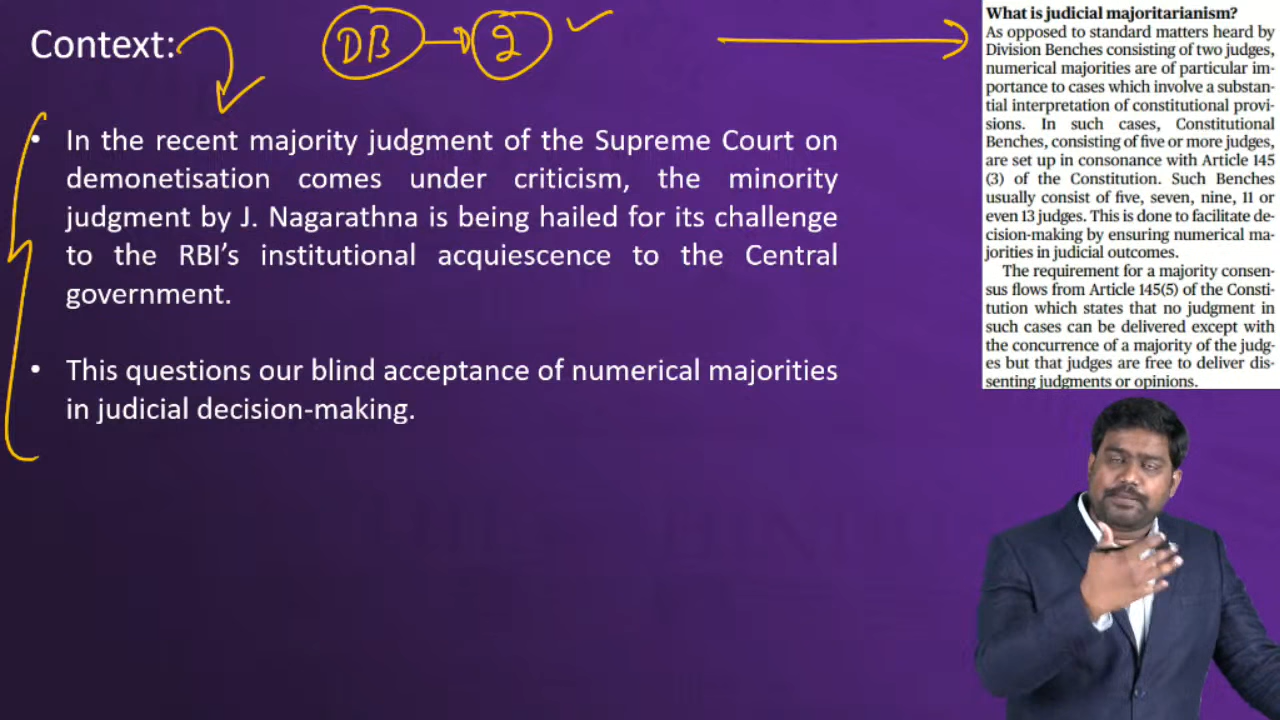 Context:
DB → 2 ✓
• In the recent majority judgment of the Supreme Court on
demonetisation comes under criticism, the minority
judgment by J. Nagarathna is being hailed for its challenge
to the RBI’s institutional acquiescence to the Central
government.
• This questions our blind acceptance of numerical majorities
in judicial decision-making.
What is judicial majoritarianism?
As opposed to standard matters heard by
Division Benches consisting of two judges,
numerical majorities are of particular im-
portance to cases which involve a substan-
tial interpretation of constitutional provi-
sions. In such cases, Constitutional
Benches, consisting of five or more judges,
are set up in consonance with Article 145
(3) of the Constitution. Such Benches
usually consist of five, seven, nine, 11 or
even 13 judges. This is done to facilitate de-
cision-making by ensuring numerical ma-
jorities in judicial outcomes.
The requirement for a majority consen-
sus flows from Article 145(5) of the Consti-
tution which states that no judgment in
such cases can be delivered except with
the concurrence of a majority of the judg-
es but that judges are free to deliver dis-
senting judgments or opinions.